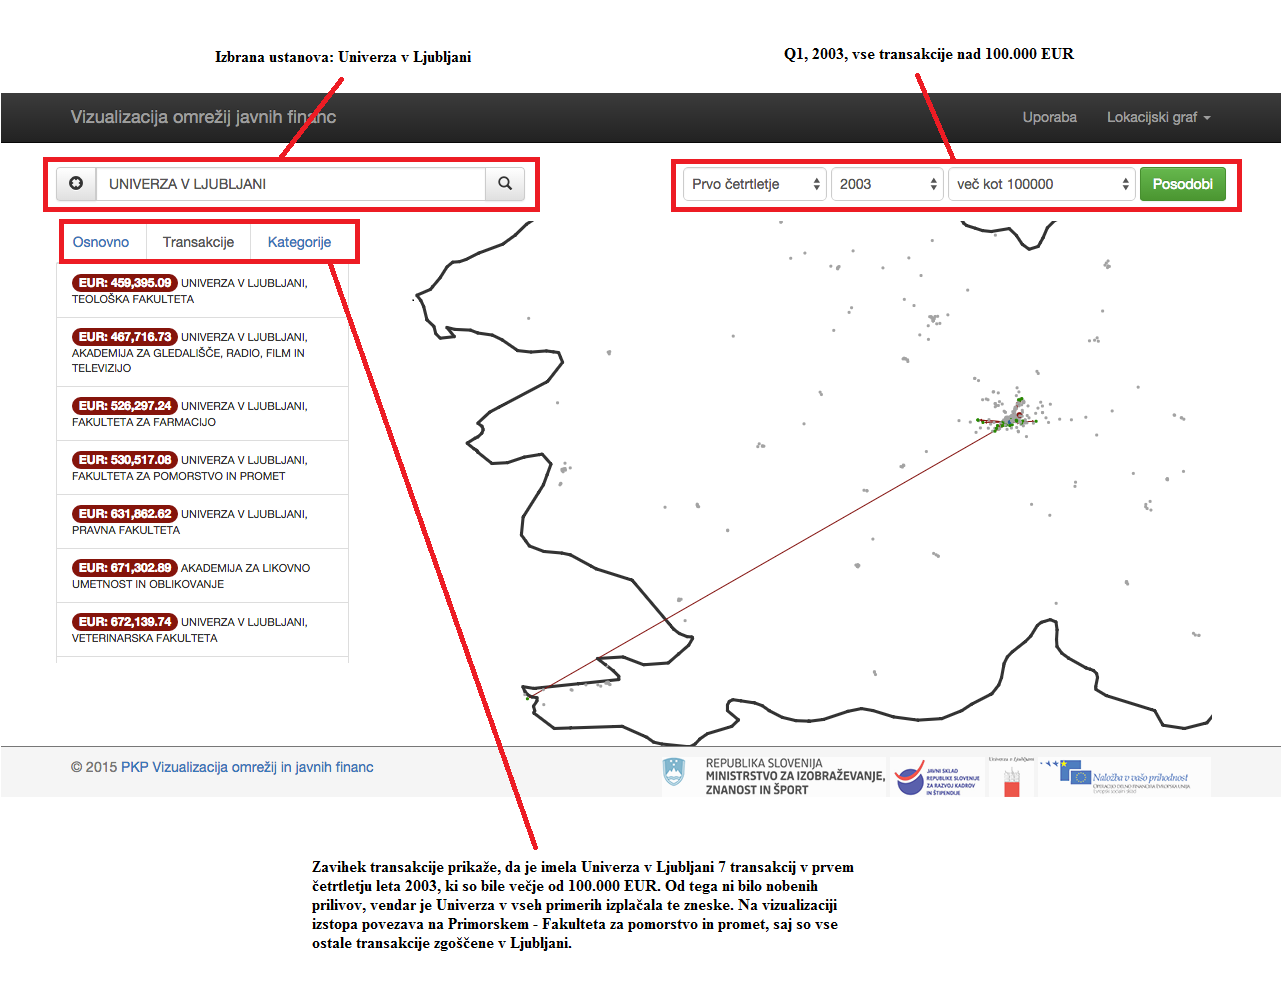 Izbrana ustanova: Univerza v Ljubljani
Q1, 2003, vse transakcije nad 100.000 EUR
Vizualizacija omrežij javnih financ
Uporaba
Lokacijski graf
UNIVERZA V LJUBLJANI
Prvo četrtletje
2003
več kot 100000
Posodobi
Osnovno
Transakcije
Kategorije
EUR: 459,395.09 UNIVERZA V LJUBLJANI,
TEOLOŠKA FAKULTETA
EUR: 467,716.73 UNIVERZA V LJUBLJANI,
AKADEMIJA ZA GLEDALIŠČE, RADIO, FILM IN
TELEVIZIJO
EUR: 526,297.24 UNIVERZA V LJUBLJANI,
FAKULTETA ZA FARMACIJO
EUR: 530,517.08 UNIVERZA V LJUBLJANI,
FAKULTETA ZA POMORSTVO IN PROMET
EUR: 631,862.62 UNIVERZA V LJUBLJANI,
PRAVNA FAKULTETA
EUR: 671,302.89 AKADEMIJA ZA LIKOVNO
UMETNOST IN OBLIKOVANJE
EUR: 672,139.74 UNIVERZA V LJUBLJANI,
VETERINARSKA FAKULTETA
© 2015 PKP Vizualizacija omrežij in javnih financ
REPUBLIKA SLOVENIJA
MINISTRSTVO ZA IZOBRAŽEVANJE,
ZNANOST IN ŠPORT
JAVNI SKLAD
REPUBLIKE SLOVENIJE
ZA RAZVOJ KADROV
IN ŠTIPENDIJE
Univerza v Ljubljani
Naložba v vašo prihodnost
OPERACIJO DELNO FINANCIRA EVROPSKA UNIJA
Evropski socialni sklad
Zavihek transakcije prikaže, da je imela Univerza v Ljubljani 7 transakcij v prvem
četrtletju leta 2003, ki so bile večje od 100.000 EUR. Od tega ni bilo nobenih
prilivov, vendar je Univerza v vseh primerih izplačala te zneske. Na vizualizaciji
izstopa povezava na Primorskem - Fakulteta za pomorstvo in promet, saj so vse
ostale transakcije zgoščene v Ljubljani.